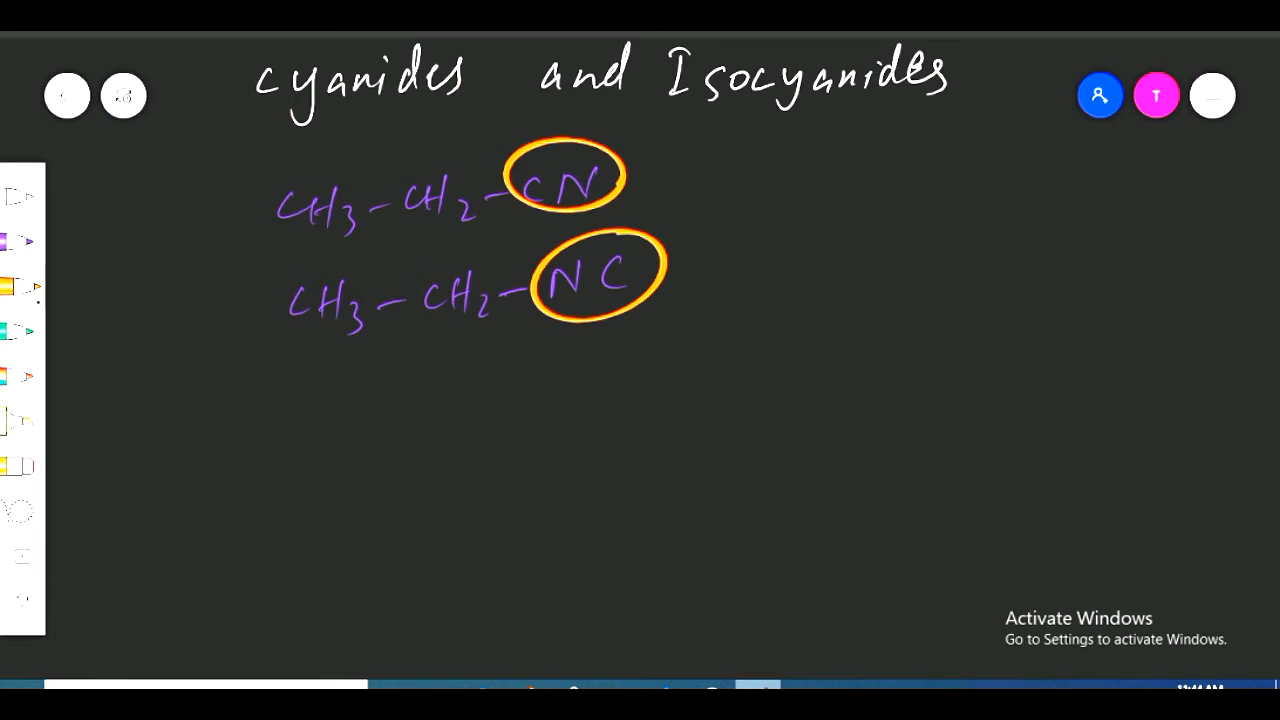 cyanides and Isocyanides
CH3-CH2-CN
CH3-CH2-NC
T
Activate Windows
Go to Settings to activate Windows.